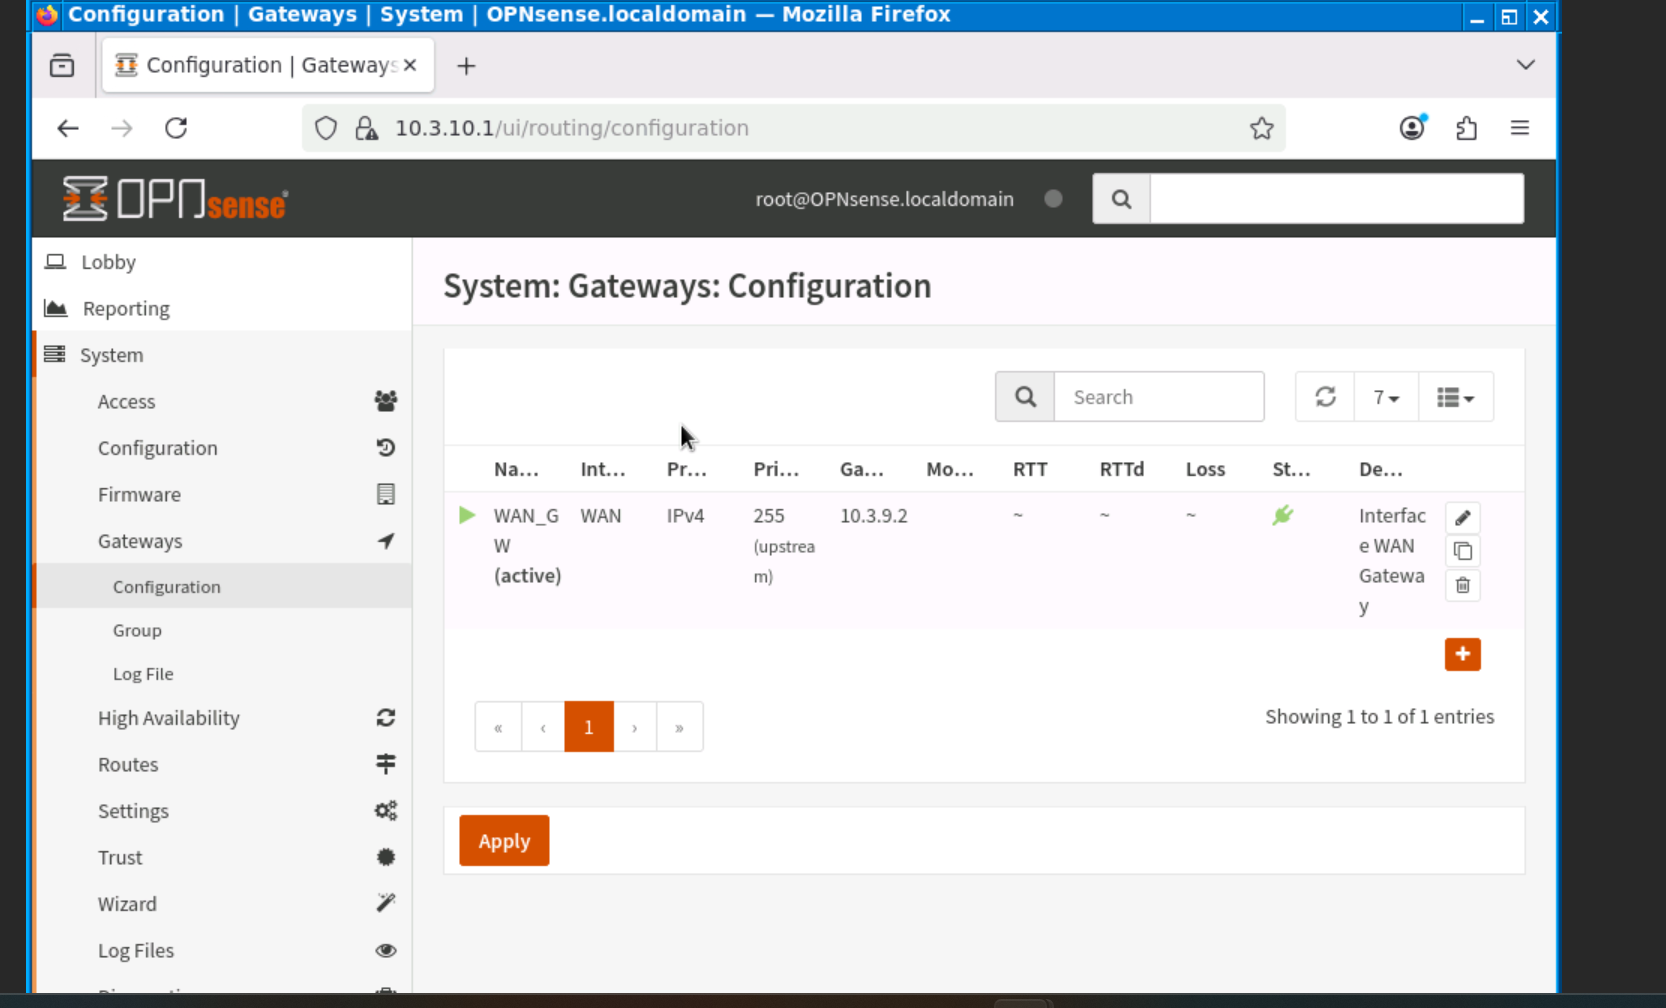 Configuration | Gateways | System | OPNsense.localdomain — Mozilla Firefox
Configuration | Gateways
10.3.10.1/ui/routing/configuration
OPNsense
root@OPNsense.localdomain
Lobby
Reporting
System
Access
Configuration
Firmware
Gateways
Configuration
Group
Log File
High Availability
Routes
Settings
Trust
Wizard
Log Files
System: Gateways: Configuration
Search
7
Na... Int... Pr... Pri... Ga... Mo... RTT RTTd Loss St... De...
WAN_G WAN IPv4 255 10.3.9.2 ~ ~ ~ Interfac
W (upstrea e WAN
(active) m) Gatewa
y
« ‹ 1 › »
Showing 1 to 1 of 1 entries
Apply